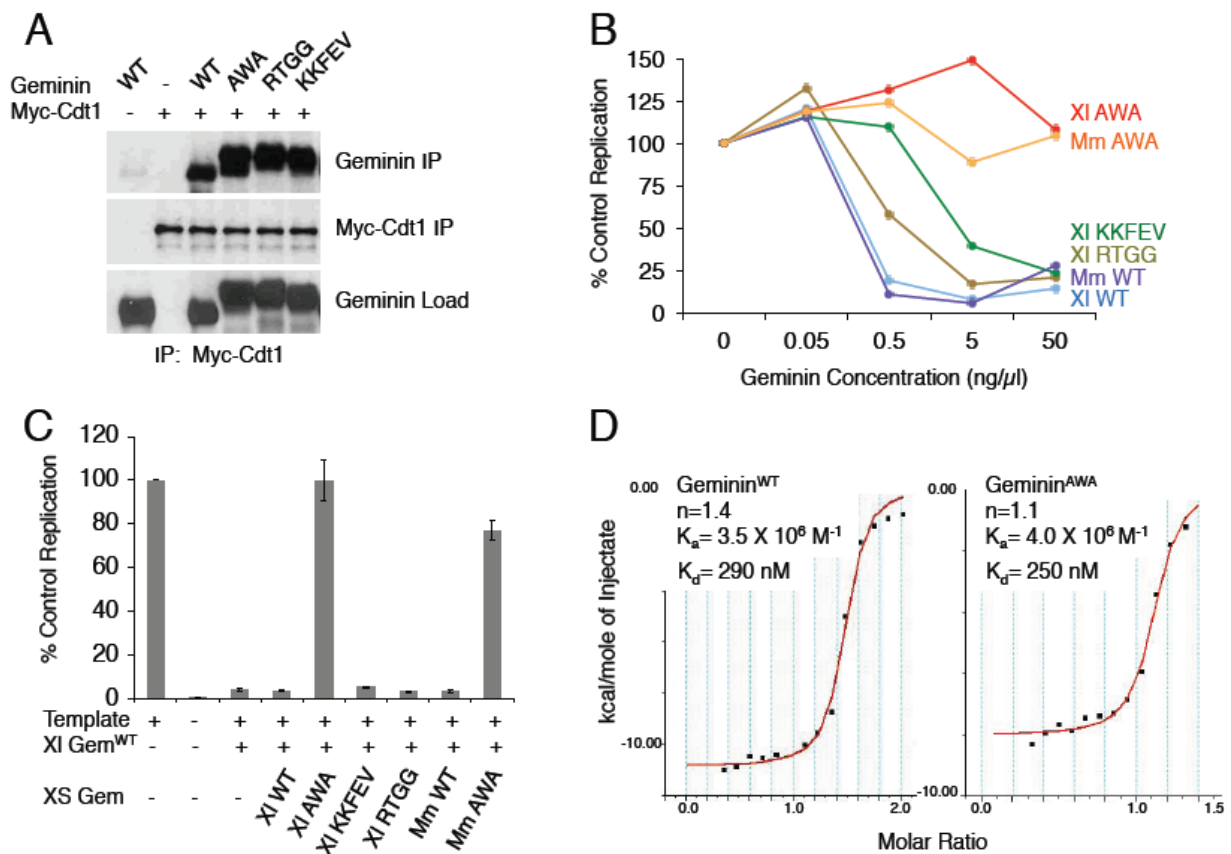 A
WT - WT AWA RTGG KKFEV
Geminin
Myc-Cdt1 - + + + + +
Geminin IP
Myc-Cdt1 IP
Geminin Load
IP: Myc-Cdt1
B
% Control Replication
150
125
100
75
50
25
0
Xl AWA
Mm AWA
Xl KKFEV
Xl RTGG
Mm WT
Xl WT
0 0.05 0.5 5 50
Geminin Concentration (ng/µl)
C
% Control Replication
120
100
80
60
40
20
0
Template + - + + + + + + +
Xl Gem^WT - - + + + + + + +
XS Gem - - - Xl WT Xl AWA Xl KKFEV Xl RTGG Mm WT Mm AWA
D
kcal/mole of Injectate
0.00
-10.00
Geminin^WT
n=1.4
K_a= 3.5 X 10^6 M^-1
K_d= 290 nM
0.0 1.0 2.0
0.00
-10.00
Geminin^AWA
n=1.1
K_a= 4.0 X 10^6 M^-1
K_d= 250 nM
0.0 1.0 1.5
Molar Ratio